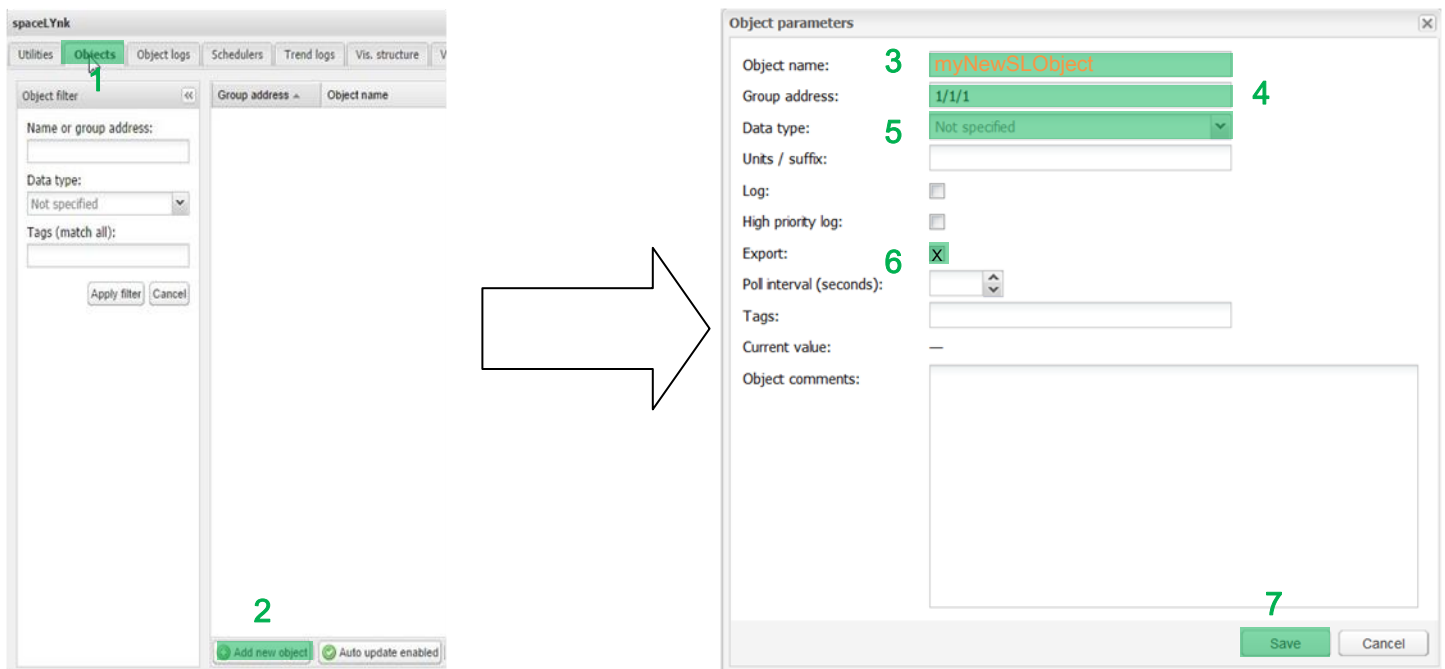 spaceLYnk
Utilities Objects Object logs Schedulers Trend logs Vis. structure V
1
Object filter
Group address Object name
Name or group address:
Data type:
Not specified
Tags (match all):
Apply filter Cancel
2
Add new object Auto update enabled
Object parameters
Object name: 3 myNewSLObject
Group address: 1/1/1 4
Data type: 5 Not specified
Units / suffix:
Log:
High priority log:
Export: 6 X
Poll interval (seconds):
Tags:
Current value: —
Object comments:
7
Save Cancel